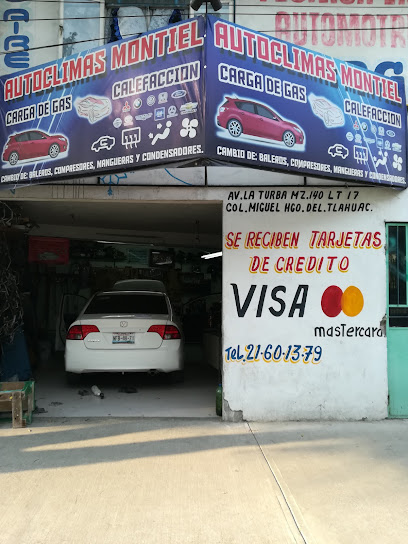 AIRE
AUTOMOTR
AUTOCLIMAS MONTIEL
CARGA DE GAS
CALEFACCION
CAMBIO DE: BALEROS, COMPRESORES, MANGUERAS Y CONDENSADORES.
AUTOCLIMAS MONTIEL
CARGA DE GAS
CALEFACCION
CAMBIO DE: BALEROS, COMPRESORES, MANGUERAS Y CONDENSADORES.
AV. LA TURBA MZ.140 LT 17
COL. MIGUEL HGO. DEL. TLAHUAC.
SE RECIBEN TARJETAS
DE CREDITO
VISA
mastercard
Tel. 21-60-13-79